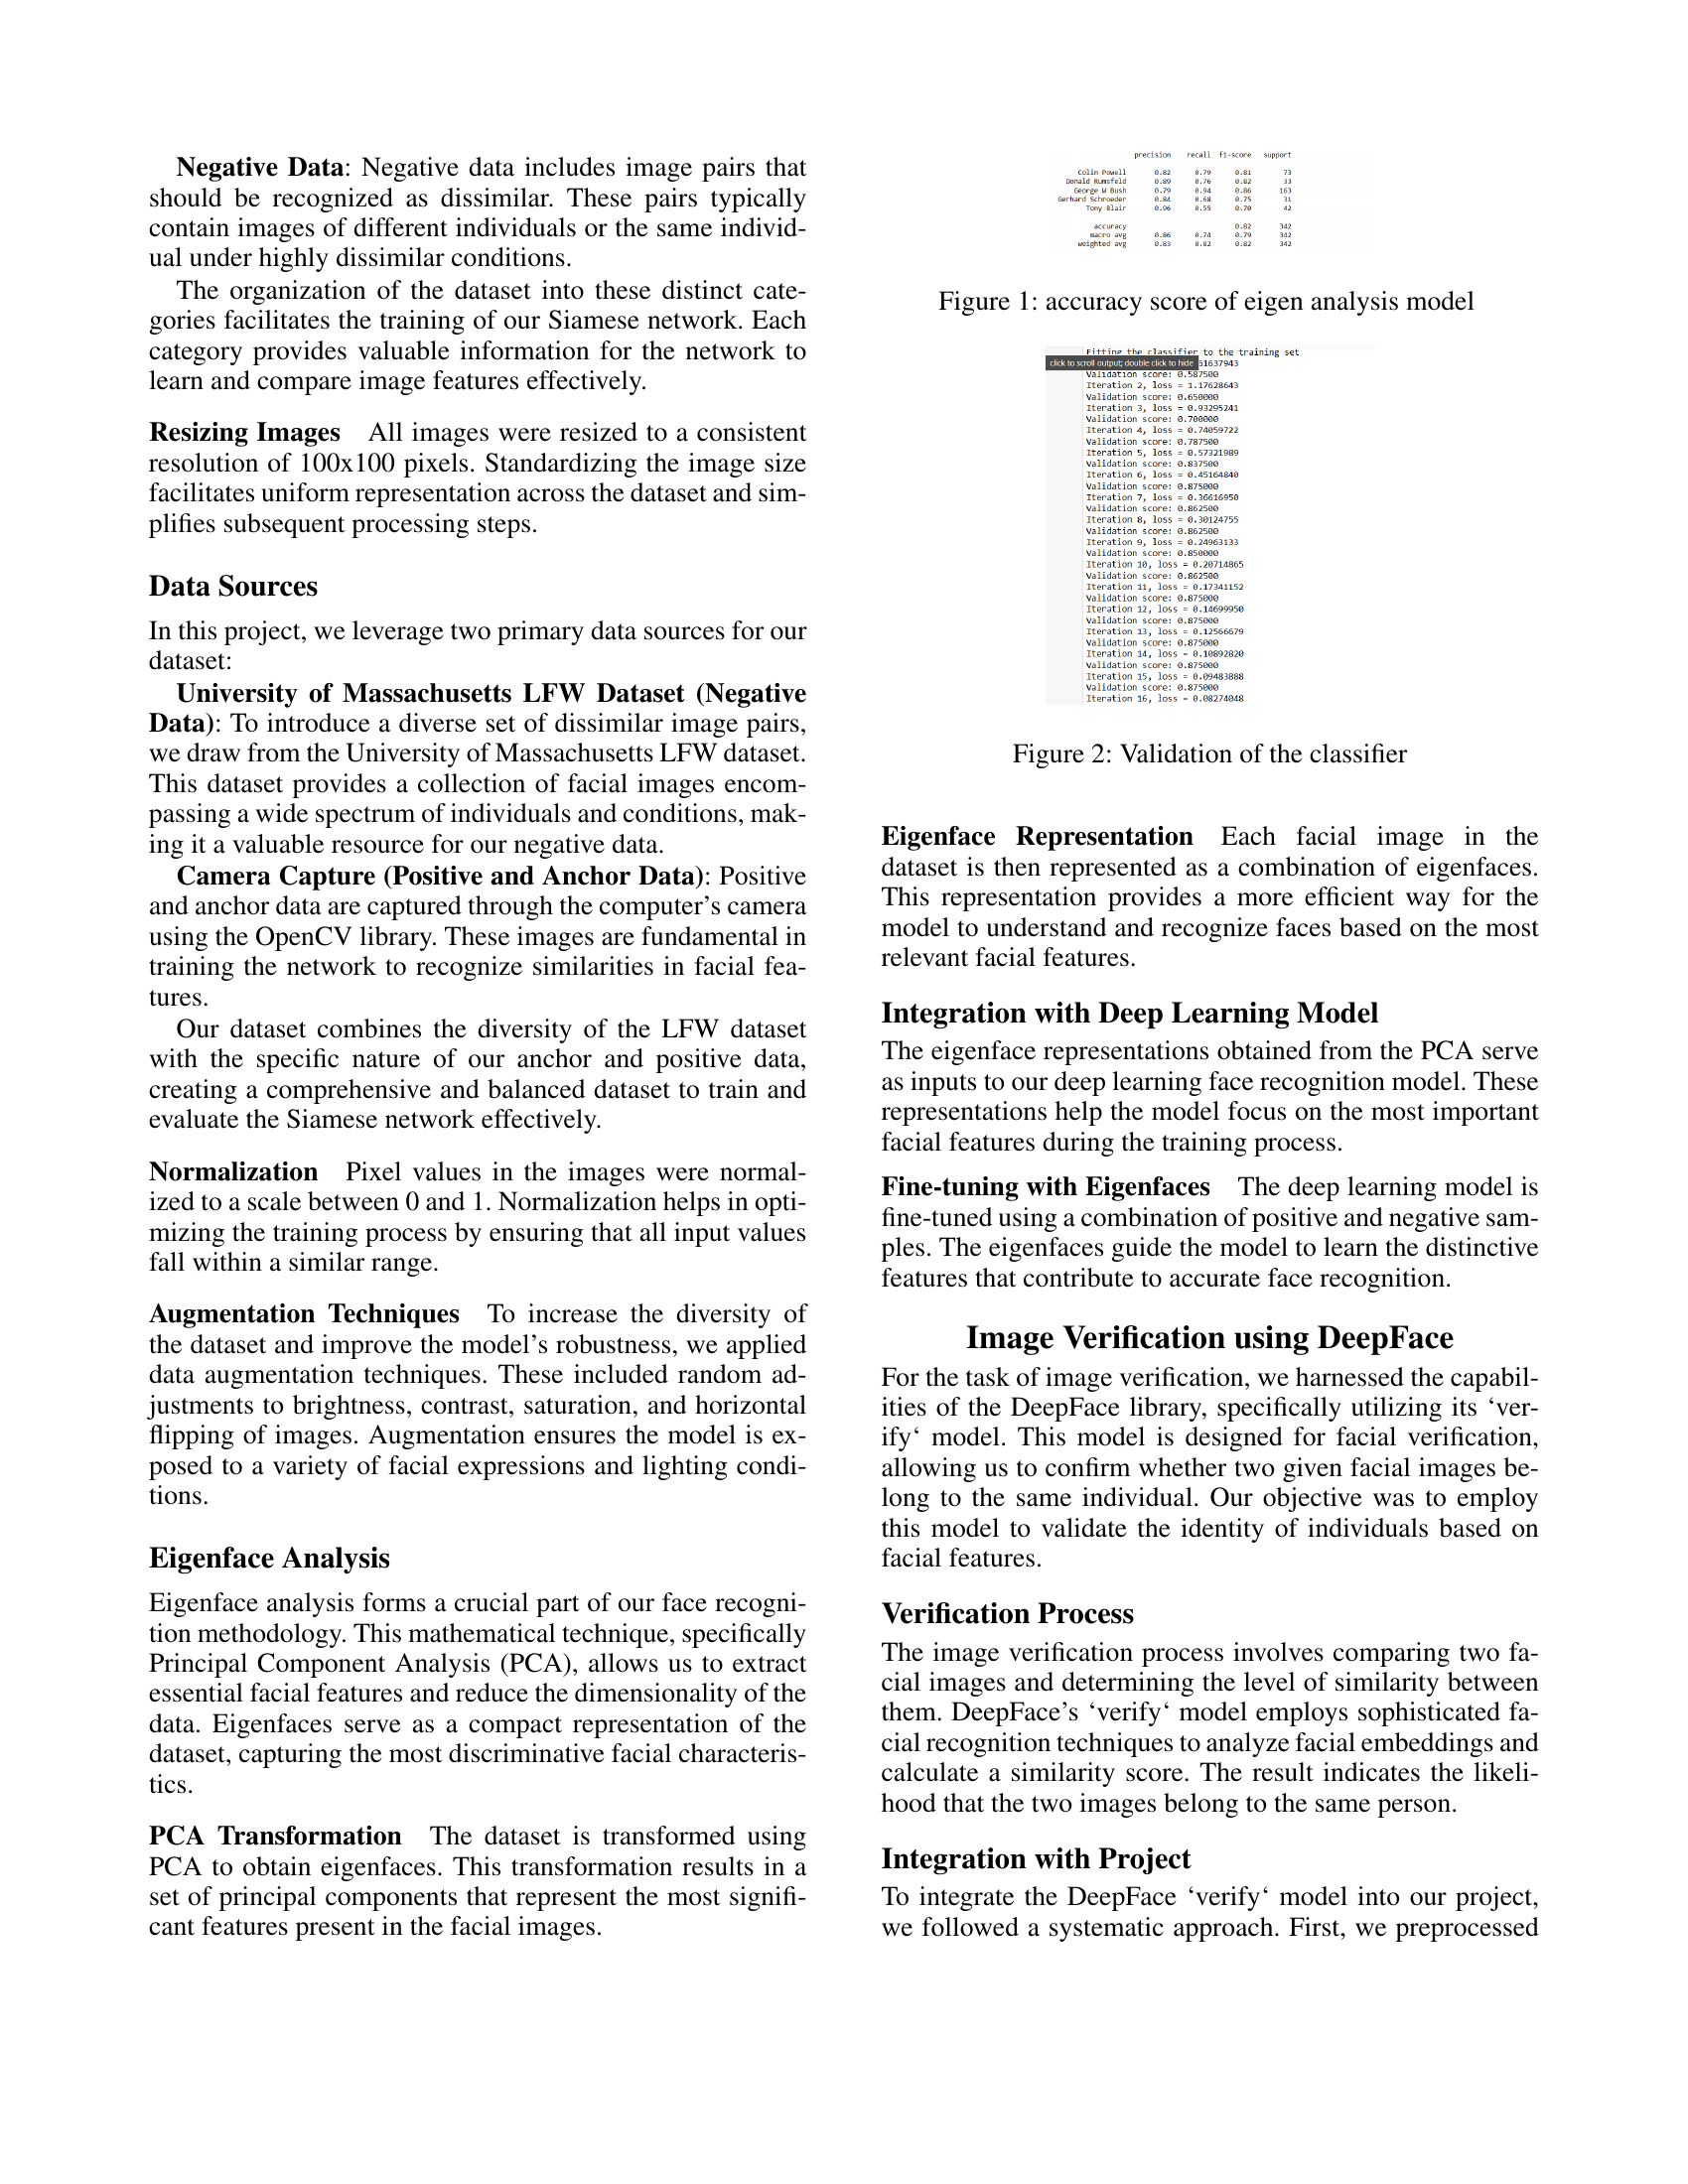 Negative Data: Negative data includes image pairs that
should be recognized as dissimilar. These pairs typically
contain images of different individuals or the same individ-
ual under highly dissimilar conditions.
The organization of the dataset into these distinct cate-
gories facilitates the training of our Siamese network. Each
category provides valuable information for the network to
learn and compare image features effectively.
Resizing Images All images were resized to a consistent
resolution of 100x100 pixels. Standardizing the image size
facilitates uniform representation across the dataset and sim-
plifies subsequent processing steps.
Data Sources
In this project, we leverage two primary data sources for our
dataset:
University of Massachusetts LFW Dataset (Negative
Data): To introduce a diverse set of dissimilar image pairs,
we draw from the University of Massachusetts LFW dataset.
This dataset provides a collection of facial images encom-
passing a wide spectrum of individuals and conditions, mak-
ing it a valuable resource for our negative data.
Camera Capture (Positive and Anchor Data): Positive
and anchor data are captured through the computer's camera
using the OpenCV library. These images are fundamental in
training the network to recognize similarities in facial fea-
tures.
Our dataset combines the diversity of the LFW dataset
with the specific nature of our anchor and positive data,
creating a comprehensive and balanced dataset to train and
evaluate the Siamese network effectively.
Normalization Pixel values in the images were normal-
ized to a scale between 0 and 1. Normalization helps in opti-
mizing the training process by ensuring that all input values
fall within a similar range.
Augmentation Techniques To increase the diversity of
the dataset and improve the model's robustness, we applied
data augmentation techniques. These included random ad-
justments to brightness, contrast, saturation, and horizontal
flipping of images. Augmentation ensures the model is ex-
posed to a variety of facial expressions and lighting condi-
tions.
Eigenface Analysis
Eigenface analysis forms a crucial part of our face recogni-
tion methodology. This mathematical technique, specifically
Principal Component Analysis (PCA), allows us to extract
essential facial features and reduce the dimensionality of the
data. Eigenfaces serve as a compact representation of the
dataset, capturing the most discriminative facial characteris-
tics.
PCA Transformation The dataset is transformed using
PCA to obtain eigenfaces. This transformation results in a
set of principal components that represent the most signifi-
cant features present in the facial images.
precision recall f1-score support
Colin Powell 0.82 0.79 0.81 73
Donald Rumsfeld 0.89 0.76 0.82 33
George W Bush 0.79 0.94 0.86 163
Gerhard Schroeder 0.84 0.68 0.75 31
Tony Blair 0.96 0.55 0.70 42
accuracy 0.82 342
macro avg 0.86 0.74 0.79 342
weighted avg 0.83 0.82 0.82 342
Figure 1: accuracy score of eigen analysis model
Fitting the classifier to the training set
click to scroll output; double click to hide 51637943
Validation score: 0.587500
Iteration 2, loss = 1.17628643
Validation score: 0.650000
Iteration 3, loss = 0.93295241
Validation score: 0.700000
Iteration 4, loss = 0.74059722
Validation score: 0.787500
Iteration 5, loss = 0.57321989
Validation score: 0.837500
Iteration 6, loss = 0.45164840
Validation score: 0.875000
Iteration 7, loss = 0.36616950
Validation score: 0.862500
Iteration 8, loss = 0.30124755
Validation score: 0.862500
Iteration 9, loss = 0.24963133
Validation score: 0.850000
Iteration 10, loss = 0.20714865
Validation score: 0.862500
Iteration 11, loss = 0.17341152
Validation score: 0.875000
Iteration 12, loss = 0.14699950
Validation score: 0.875000
Iteration 13, loss = 0.12566679
Validation score: 0.875000
Iteration 14, loss = 0.10892820
Validation score: 0.875000
Iteration 15, loss = 0.09483888
Validation score: 0.875000
Iteration 16, loss = 0.08274048
Figure 2: Validation of the classifier
Eigenface Representation Each facial image in the
dataset is then represented as a combination of eigenfaces.
This representation provides a more efficient way for the
model to understand and recognize faces based on the most
relevant facial features.
Integration with Deep Learning Model
The eigenface representations obtained from the PCA serve
as inputs to our deep learning face recognition model. These
representations help the model focus on the most important
facial features during the training process.
Fine-tuning with Eigenfaces The deep learning model is
fine-tuned using a combination of positive and negative sam-
ples. The eigenfaces guide the model to learn the distinctive
features that contribute to accurate face recognition.
Image Verification using DeepFace
For the task of image verification, we harnessed the capabil-
ities of the DeepFace library, specifically utilizing its ‘ver-
ify‘ model. This model is designed for facial verification,
allowing us to confirm whether two given facial images be-
long to the same individual. Our objective was to employ
this model to validate the identity of individuals based on
facial features.
Verification Process
The image verification process involves comparing two fa-
cial images and determining the level of similarity between
them. DeepFace's ‘verify‘ model employs sophisticated fa-
cial recognition techniques to analyze facial embeddings and
calculate a similarity score. The result indicates the likeli-
hood that the two images belong to the same person.
Integration with Project
To integrate the DeepFace ‘verify‘ model into our project,
we followed a systematic approach. First, we preprocessed